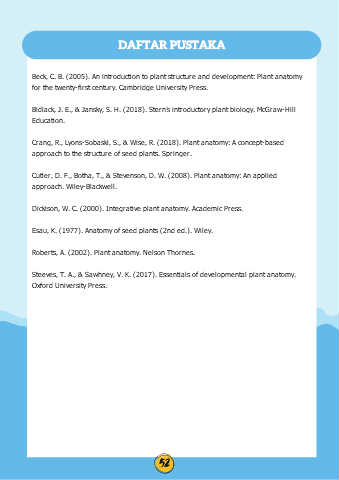 DAFTAR PUSTAKA
Beck, C. B. (2005). An introduction to plant structure and development: Plant anatomy
for the twenty-first century. Cambridge University Press.
Bidlack, J. E., & Jansky, S. H. (2018). Stern's introductory plant biology. McGraw-Hill
Education.
Crang, R., Lyons-Sobaski, S., & Wise, R. (2018). Plant anatomy: A concept-based
approach to the structure of seed plants. Springer.
Cutler, D. F., Botha, T., & Stevenson, D. W. (2008). Plant anatomy: An applied
approach. Wiley-Blackwell.
Dickison, W. C. (2000). Integrative plant anatomy. Academic Press.
Esau, K. (1977). Anatomy of seed plants (2nd ed.). Wiley.
Roberts, A. (2002). Plant anatomy. Nelson Thornes.
Steeves, T. A., & Sawhney, V. K. (2017). Essentials of developmental plant anatomy.
Oxford University Press.
52